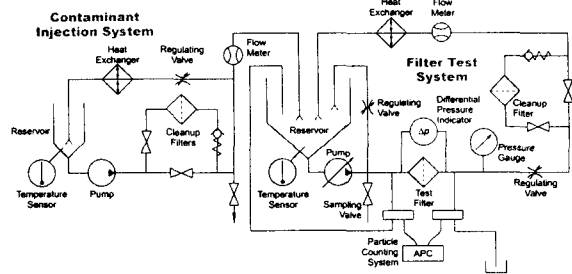 Contaminant
Injection System
Heat
Exchanger
Regulating
Valve
Flow
Meter
Reservoir
Cleanup
Filters
Temperature
Sensor
Pump
Heat
Exchanger
Flow
Meter
Filter Test
System
Regulating
Valve
Differential
Pressure
Indicator
Cleanup
Filter
Reservoir
Δp
Pump
Pressure
Gauge
Temperature
Sensor
Sampling
Valve
Test
Filter
Regulating
Valve
Particle
Counting
System
APC